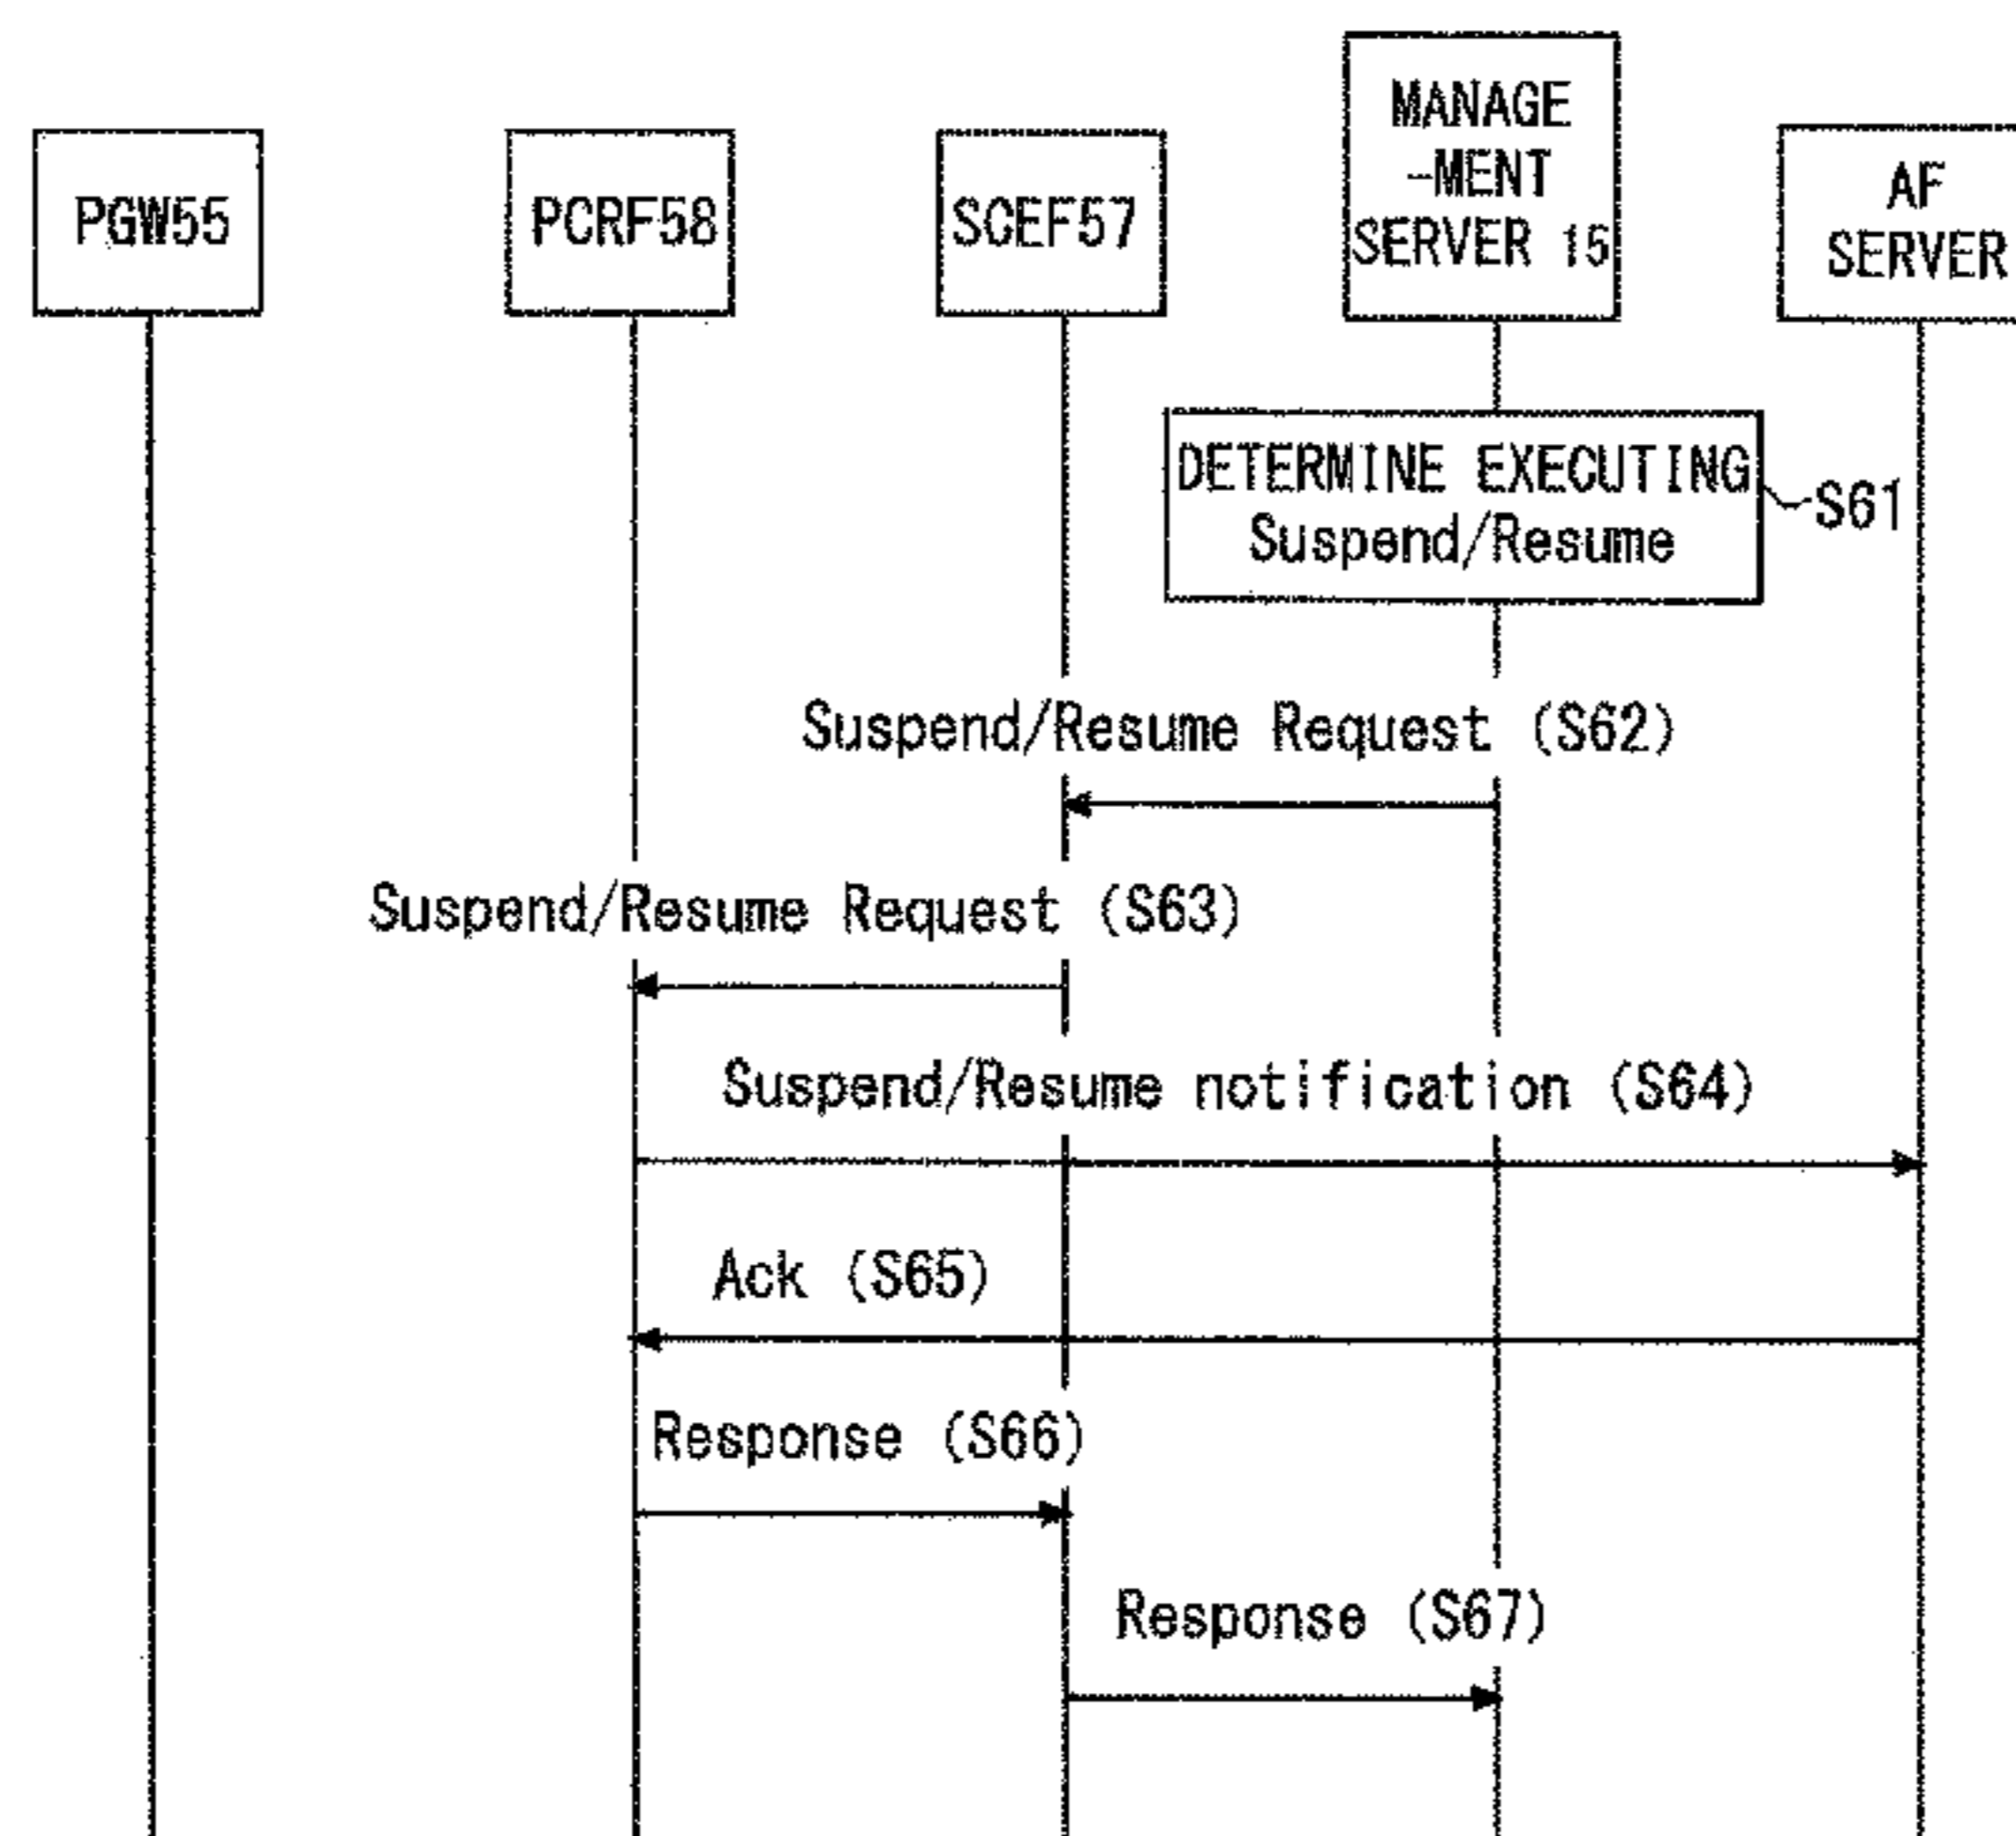 PGW55
PCRF58
SCEF57
MANAGE
-MENT
SERVER 15
AF
SERVER
DETERMINE EXECUTING
Suspend/Resume
S61
Suspend/Resume Request (S62)
Suspend/Resume Request (S63)
Suspend/Resume notification (S64)
Ack (S65)
Response (S66)
Response (S67)